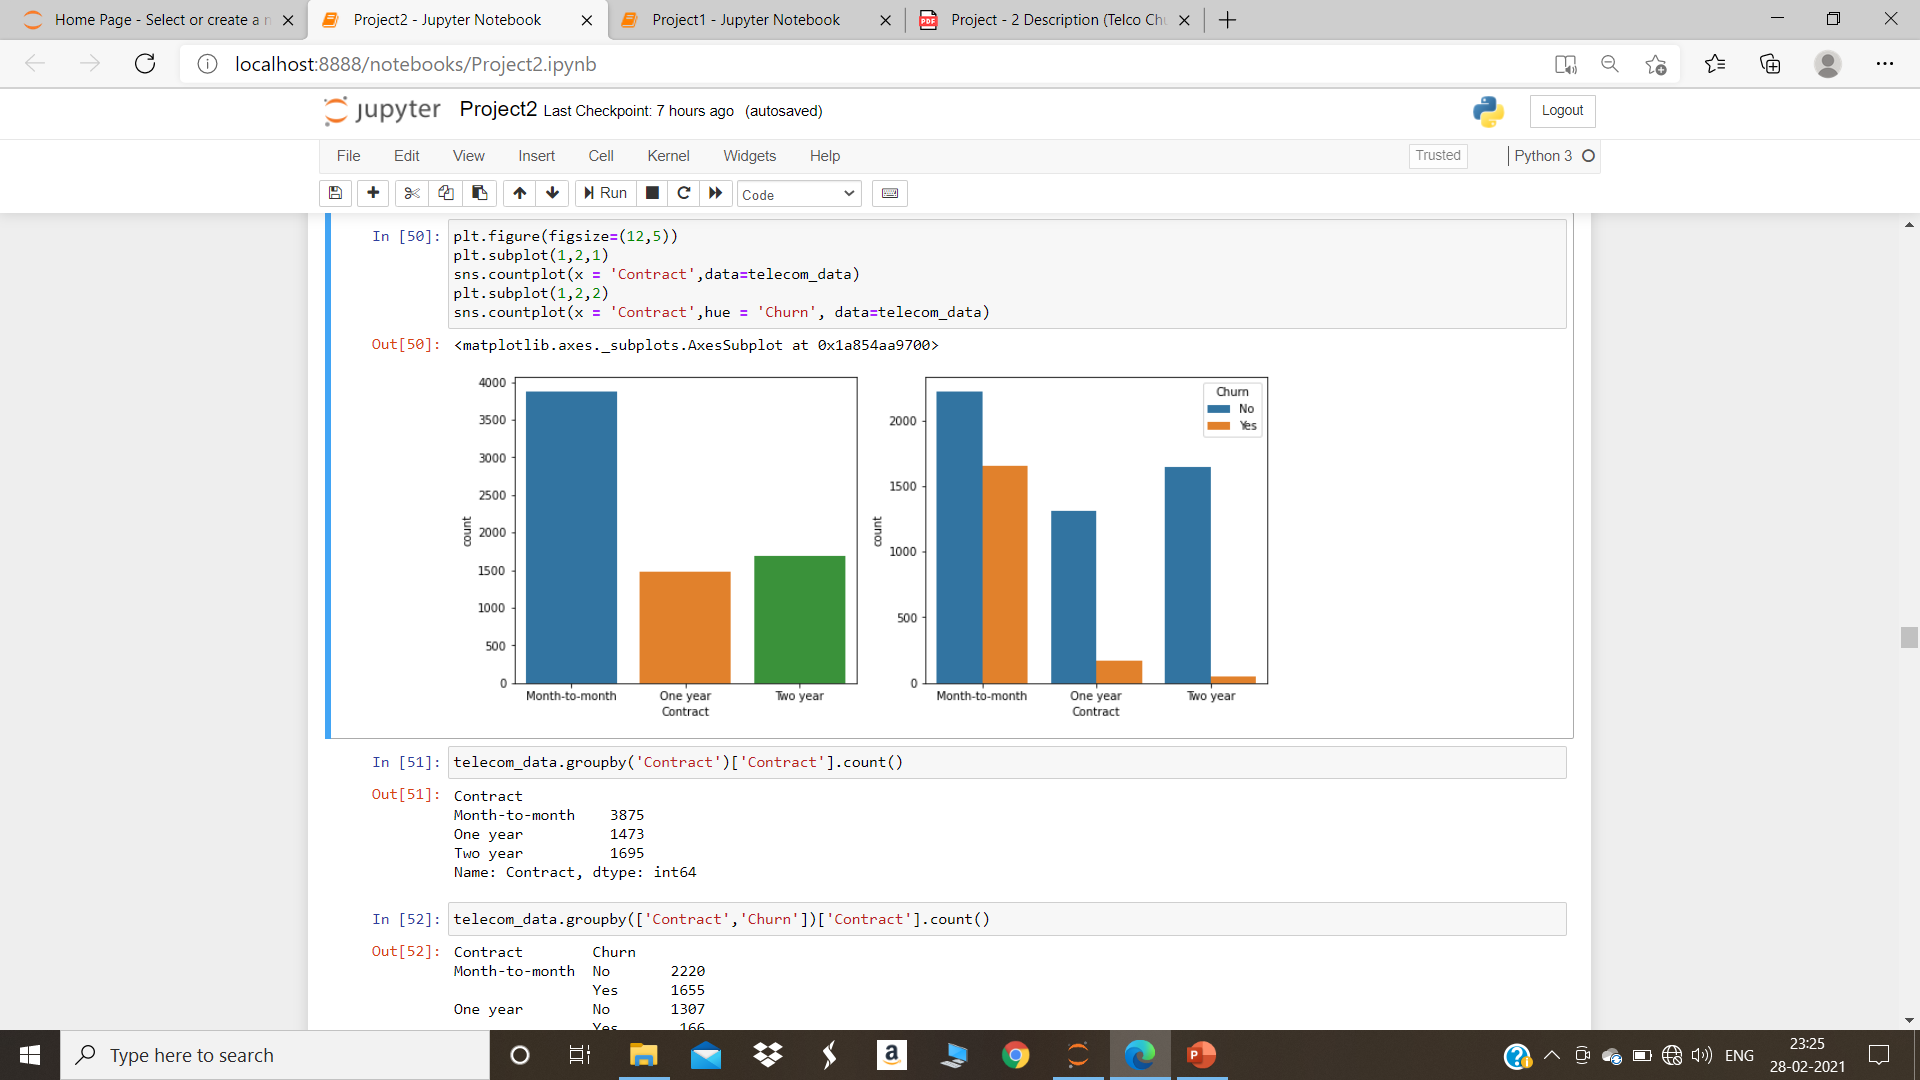 Home Page - Select or create a n
Project2 - Jupyter Notebook
Project1 - Jupyter Notebook
PDF
Project - 2 Description (Telco Chu
localhost:8888/notebooks/Project2.ipynb
jupyter Project2 Last Checkpoint: 7 hours ago (autosaved)
Logout
File Edit View Insert Cell Kernel Widgets Help
Trusted
Python 3
Run
Code
In [50]: plt.figure(figsize=(12,5))
plt.subplot(1,2,1)
sns.countplot(x = 'Contract',data=telecom_data)
plt.subplot(1,2,2)
sns.countplot(x = 'Contract',hue = 'Churn', data=telecom_data)
Out[50]: <matplotlib.axes._subplots.AxesSubplot at 0x1a854aa9700>
4000
3500
3000
2500
2000
1500
1000
500
0
count
Month-to-month One year Two year
Contract
2000
1500
1000
500
0
count
Churn
No
Yes
Month-to-month One year Two year
Contract
In [51]: telecom_data.groupby('Contract')['Contract'].count()
Out[51]: Contract
Month-to-month 3875
One year 1473
Two year 1695
Name: Contract, dtype: int64
In [52]: telecom_data.groupby(['Contract','Churn'])['Contract'].count()
Out[52]: Contract Churn
Month-to-month No 2220
Yes 1655
One year No 1307
Yes 166
Type here to search
a
P
ENG
23:25
28-02-2021